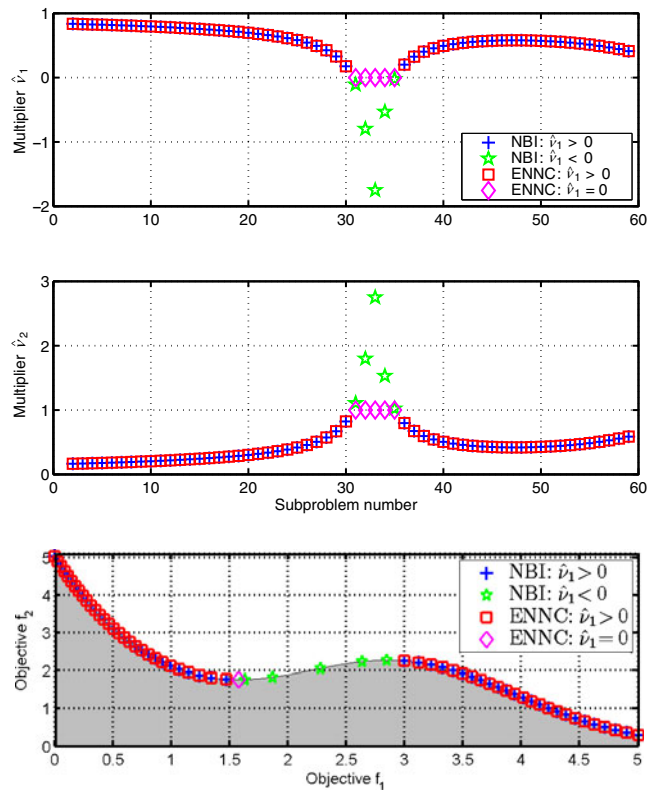 1
0
−1
−2
Multiplier ν̂₁
0 10 20 30 40 50 60
NBI: ν̂₁ > 0
NBI: ν̂₁ < 0
ENNC: ν̂₁ > 0
ENNC: ν̂₁ = 0
3
2
1
0
Multiplier ν̂₂
0 10 20 30 40 50 60
Subproblem number
5
4
3
2
1
0
Objective f₂
NBI: ν̂₁ > 0
NBI: ν̂₁ < 0
ENNC: ν̂₁ > 0
ENNC: ν̂₁ = 0
0 0.5 1 1.5 2 2.5 3 3.5 4 4.5 5
Objective f₁